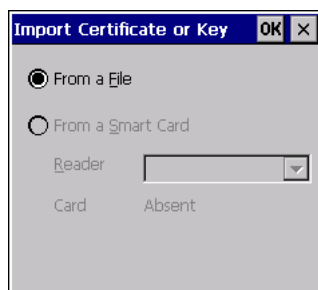 Import Certificate or Key OK ×
From a File
From a Smart Card
Reader
Card Absent